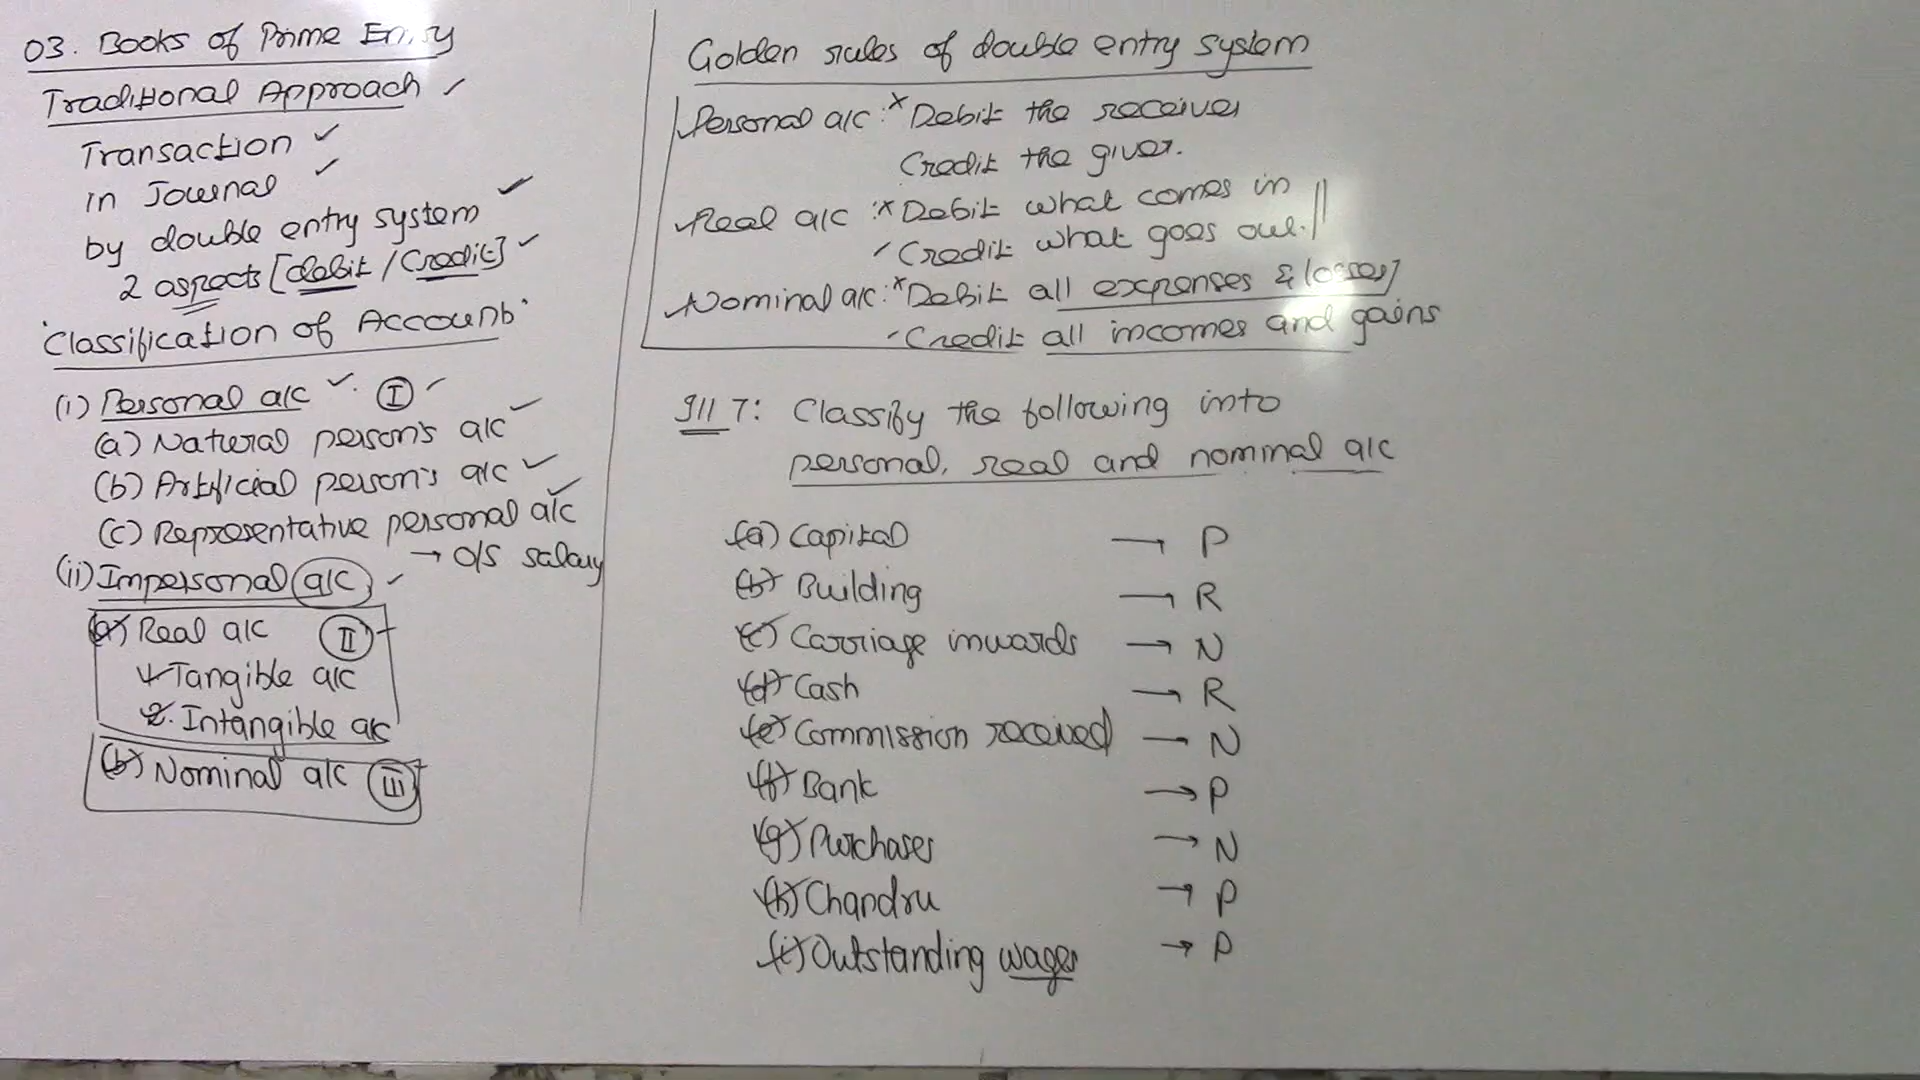 03. Books of Prime Entry
Traditional Approach ✓
Transaction ✓
in Journal ✓
by double entry system ✓
2 aspects [debit / Credit] ✓
Classification of Accounts
(i) Personal a/c ✓ (I) ✓
(a) Natural person's a/c ✓
(b) Artificial person's a/c ✓
(c) Representative personal a/c ✓
→ O/S salary
(ii) Impersonal a/c ✓
(a) Real a/c (II)
1. Tangible a/c
2. Intangible a/c
(b) Nominal a/c (III)
Golden rules of double entry system
Personal a/c : x Debit the receiver
Credit the giver.
Real a/c : x Debit what comes in
✓ Credit what goes out.
Nominal a/c : x Debit all expenses & losses
✓ Credit all incomes and gains
Ill 7: Classify the following into
personal, real and nominal a/c
(a) Capital → P
(b) Building → R
(c) Carriage inwards → N
(d) Cash → R
(e) Commission received → N
(f) Bank → P
(g) Purchases → N
(h) Chandru → P
(i) Outstanding wages → P